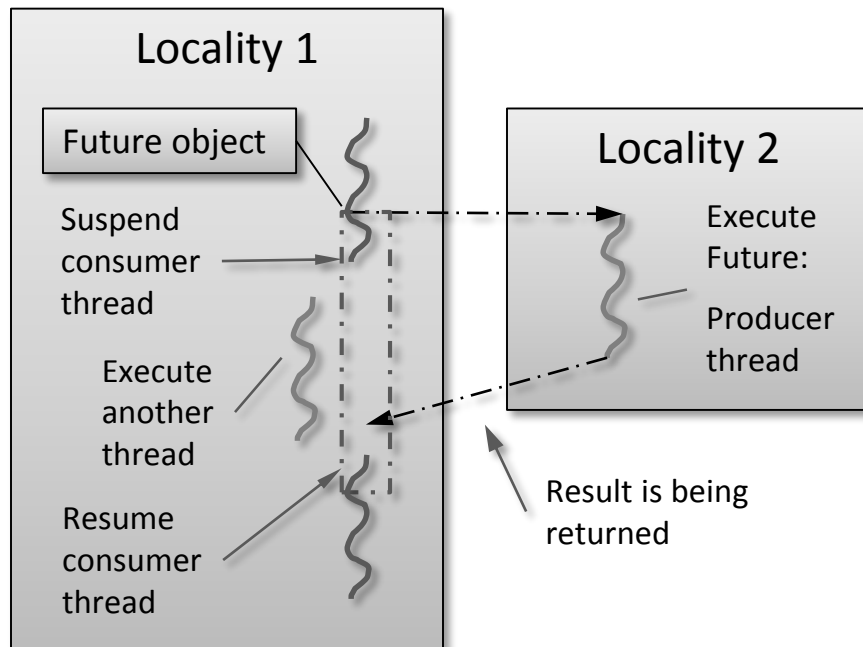 Locality 1
Future object
Suspend
consumer
thread
Execute
another
thread
Resume
consumer
thread
Locality 2
Execute
Future:
Producer
thread
Result is being
returned